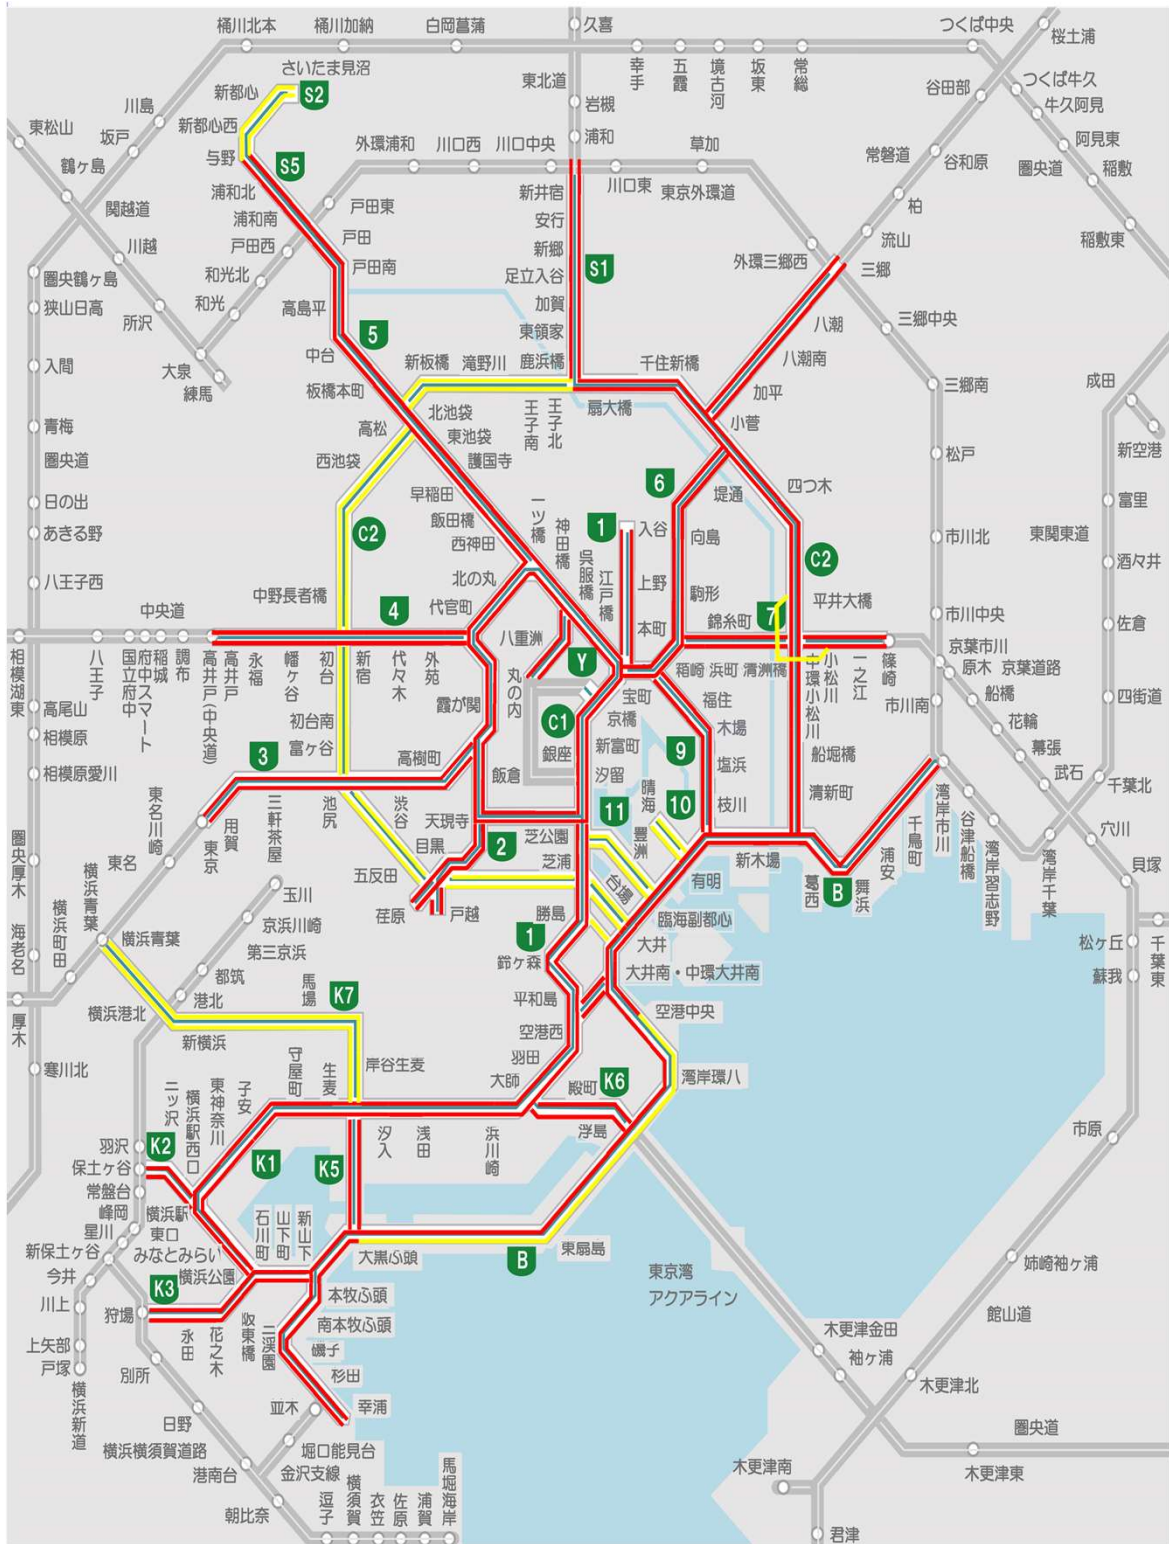 桶川北本
桶川加納
白岡菖蒲
久喜
つくば中央
桜土浦
さいたま見沼
東北道
幸手
五霞
境古河
坂東
常総
谷田部
つくば牛久
新都心
S2
川島
岩槻
牛久阿見
東松山
坂戸
新都心西
浦和
阿見東
鶴ヶ島
与野
S5
外環浦和
川口西
川口中央
草加
常磐道
谷和原
圏央道
稲敷
関越道
浦和北
浦和南
戸田東
新井宿
川口東
東京外環道
柏
川越
戸田西
戸田
安行
新郷
流山
稲敷東
圏央鶴ヶ島
和光北
戸田南
足立入谷
S1
外環三郷西
三郷
狭山日高
所沢
和光
高島平
加賀
東領家
八潮
三郷中央
入間
大泉
練馬
中台
5
新板橋
滝野川
鹿浜橋
千住新橋
八潮南
加平
三郷南
成田
板橋本町
北池袋
王子南
王子北
扇大橋
小菅
青梅
高松
東池袋
新空港
圏央道
西池袋
護国寺
松戸
日の出
早稲田
一ツ橋
6
堤通
四つ木
富里
あきる野
C2
飯田橋
神田橋
1
入谷
向島
市川北
東関東道
西神田
呉服橋
江戸橋
C2
酒々井
八王子西
北の丸
上野
駒形
平井大橋
中央道
中野長者橋
4
代官町
八重洲
本町
錦糸町
7
市川中央
佐倉
相模湖東
八王子
国立府中
府中スマート
稲城
調布
高井戸(中央道)
高井戸
永福
幡ヶ谷
初台
新宿
代々木
外苑
丸の内
Y
箱崎
浜町
清洲橋
中環小松川
小松川
一之江
篠崎
京葉市川
原木
京葉道路
高尾山
霞が関
宝町
福住
船橋
市川南
四街道
相模原
初台南
C1
京橋
木場
花輪
富ヶ谷
高樹町
銀座
新富町
9
船堀橋
幕張
相模原愛川
3
飯倉
汐留
塩浜
清新町
武石
千葉北
東名川崎
三軒茶屋
池尻
渋谷
天現寺
11
晴海
10
枝川
湾岸市川
用賀
東京
目黒
2
芝公園
豊洲
新木場
千鳥町
谷津船橋
穴川
圏央厚木
東名
五反田
芝浦
有明
浦安
湾岸習志野
湾岸千葉
貝塚
横浜青葉
玉川
荏原
戸越
台場
葛西
B
舞浜
海老名
横浜町田
横浜青葉
京浜川崎
勝島
臨海副都心
第三京浜
1
大井
松ヶ丘
千葉東
都筑
馬場
鈴ヶ森
大井南・中環大井南
蘇我
厚木
横浜港北
港北
K7
平和島
空港中央
新横浜
空港西
寒川北
岸谷生麦
羽田
湾岸環八
二ッ沢
横浜駅西口
東神奈川
子安
守屋町
生麦
大師
殿町
K6
羽沢
K2
汐入
浅田
浜川崎
浮島
市原
保土ヶ谷
K1
K5
常盤台
峰岡
横浜駅東口
石川町
山下町
新山下
星川
新保土ヶ谷
みなとみらい
大黒ふ頭
B
東扇島
姉崎袖ヶ浦
今井
K3
横浜公園
東京湾
アクアライン
川上
狩場
本牧ふ頭
館山道
上矢部
永田
花之木
阪東橋
三渓園
南本牧ふ頭
木更津金田
戸塚
別所
磯子
袖ヶ浦
横浜新道
杉田
木更津北
日野
並木
幸浦
圏央道
横浜横須賀道路
堀口能見台
港南台
金沢支線
馬堀海岸
木更津南
木更津東
朝比奈
逗子
横須賀
衣笠
佐原
浦賀
君津